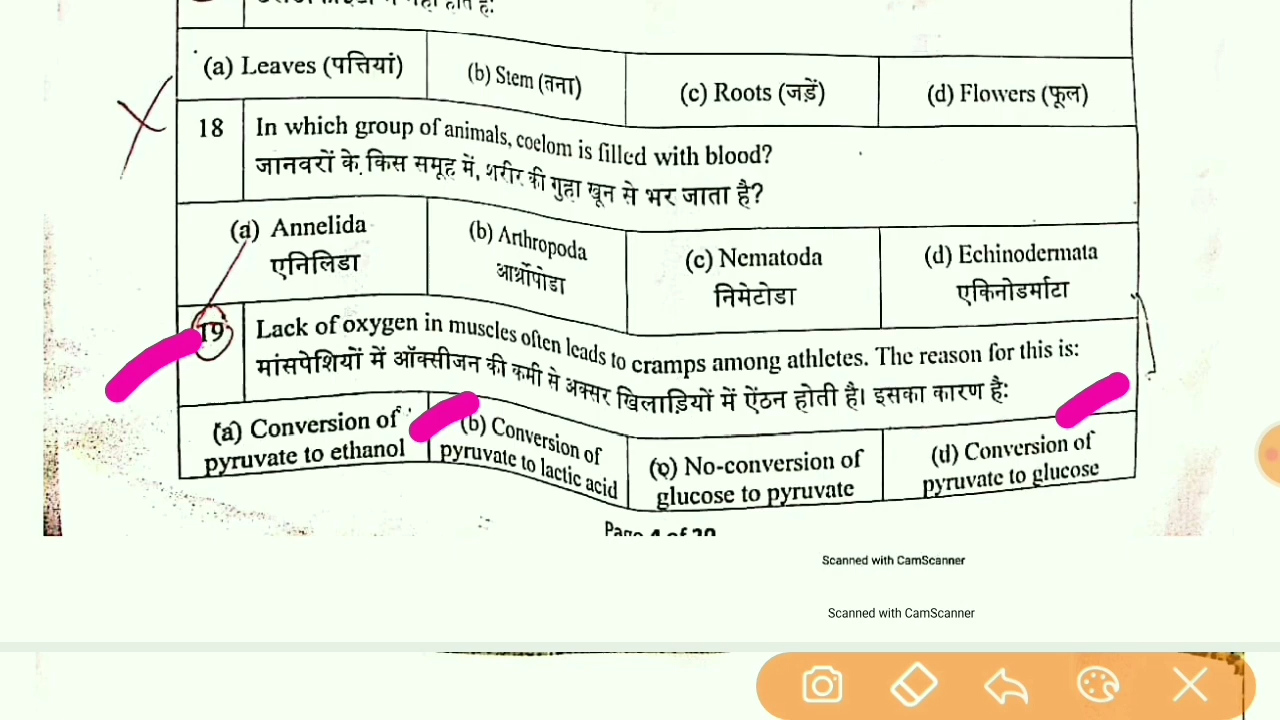 (a) Leaves (पत्तियां)
(b) Stem (तना)
(c) Roots (जड़ें)
(d) Flowers (फूल)
18 In which group of animals, coelom is filled with blood?
जानवरों के किस समूह में, शरीर की गुहा खून से भर जाता है?
(a) Annelida
एनिलिडा
(b) Arthropoda
आर्थ्रोपोडा
(c) Nematoda
निमेटोडा
(d) Echinodermata
एकिनोडर्माटा
19 Lack of oxygen in muscles often leads to cramps among athletes. The reason for this is:
मांसपेशियों में ऑक्सीजन की कमी से अक्सर खिलाड़ियों में ऐंठन होती है। इसका कारण है:
(a) Conversion of
pyruvate to ethanol
(b) Conversion of
pyruvate to lactic acid
(c) No-conversion of
glucose to pyruvate
(d) Conversion of
pyruvate to glucose
Page 4 of 20
Scanned with CamScanner
Scanned with CamScanner